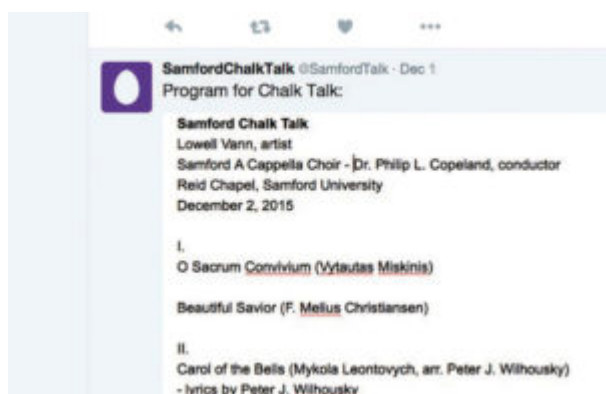 SamfordChalkTalk @SamfordTalk · Dec 1
Program for Chalk Talk:
Samford Chalk Talk
Lowell Vann, artist
Samford A Cappella Choir - Dr. Philip L. Copeland, conductor
Reid Chapel, Samford University
December 2, 2015
I.
O Sacrum Convivium (Vytautas Miskinis)
Beautiful Savior (F. Melius Christiansen)
II.
Carol of the Bells (Mykola Leontovych, arr. Peter J. Wilhousky)
- lyrics by Peter J. Wilhousky